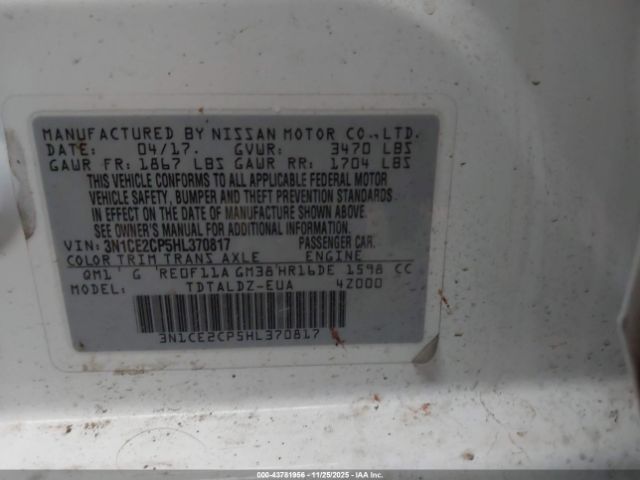 MANUFACTURED BY NISSAN MOTOR CO.,LTD.
DATE: 04/17. GVWR: 3470 LBS
GAWR FR: 1867 LBS GAWR RR: 1704 LBS
THIS VEHICLE CONFORMS TO ALL APPLICABLE FEDERAL MOTOR
VEHICLE SAFETY, BUMPER AND THEFT PREVENTION STANDARDS
IN EFFECT ON THE DATE OF MANUFACTURE SHOWN ABOVE.
SEE OWNER'S MANUAL FOR ADDITIONAL INFORMATION.
VIN: 3N1CE2CP5HL370817 PASSENGER CAR.
COLOR TRIM TRANS AXLE ENGINE
QM1 G RE0F11A GM38 HR16DE 1598 CC
MODEL: TDTALDZ-EUA 4Z000
3N1CE2CP5HL370817
000-43781956 - 11/25/2025 - IAAI.COM